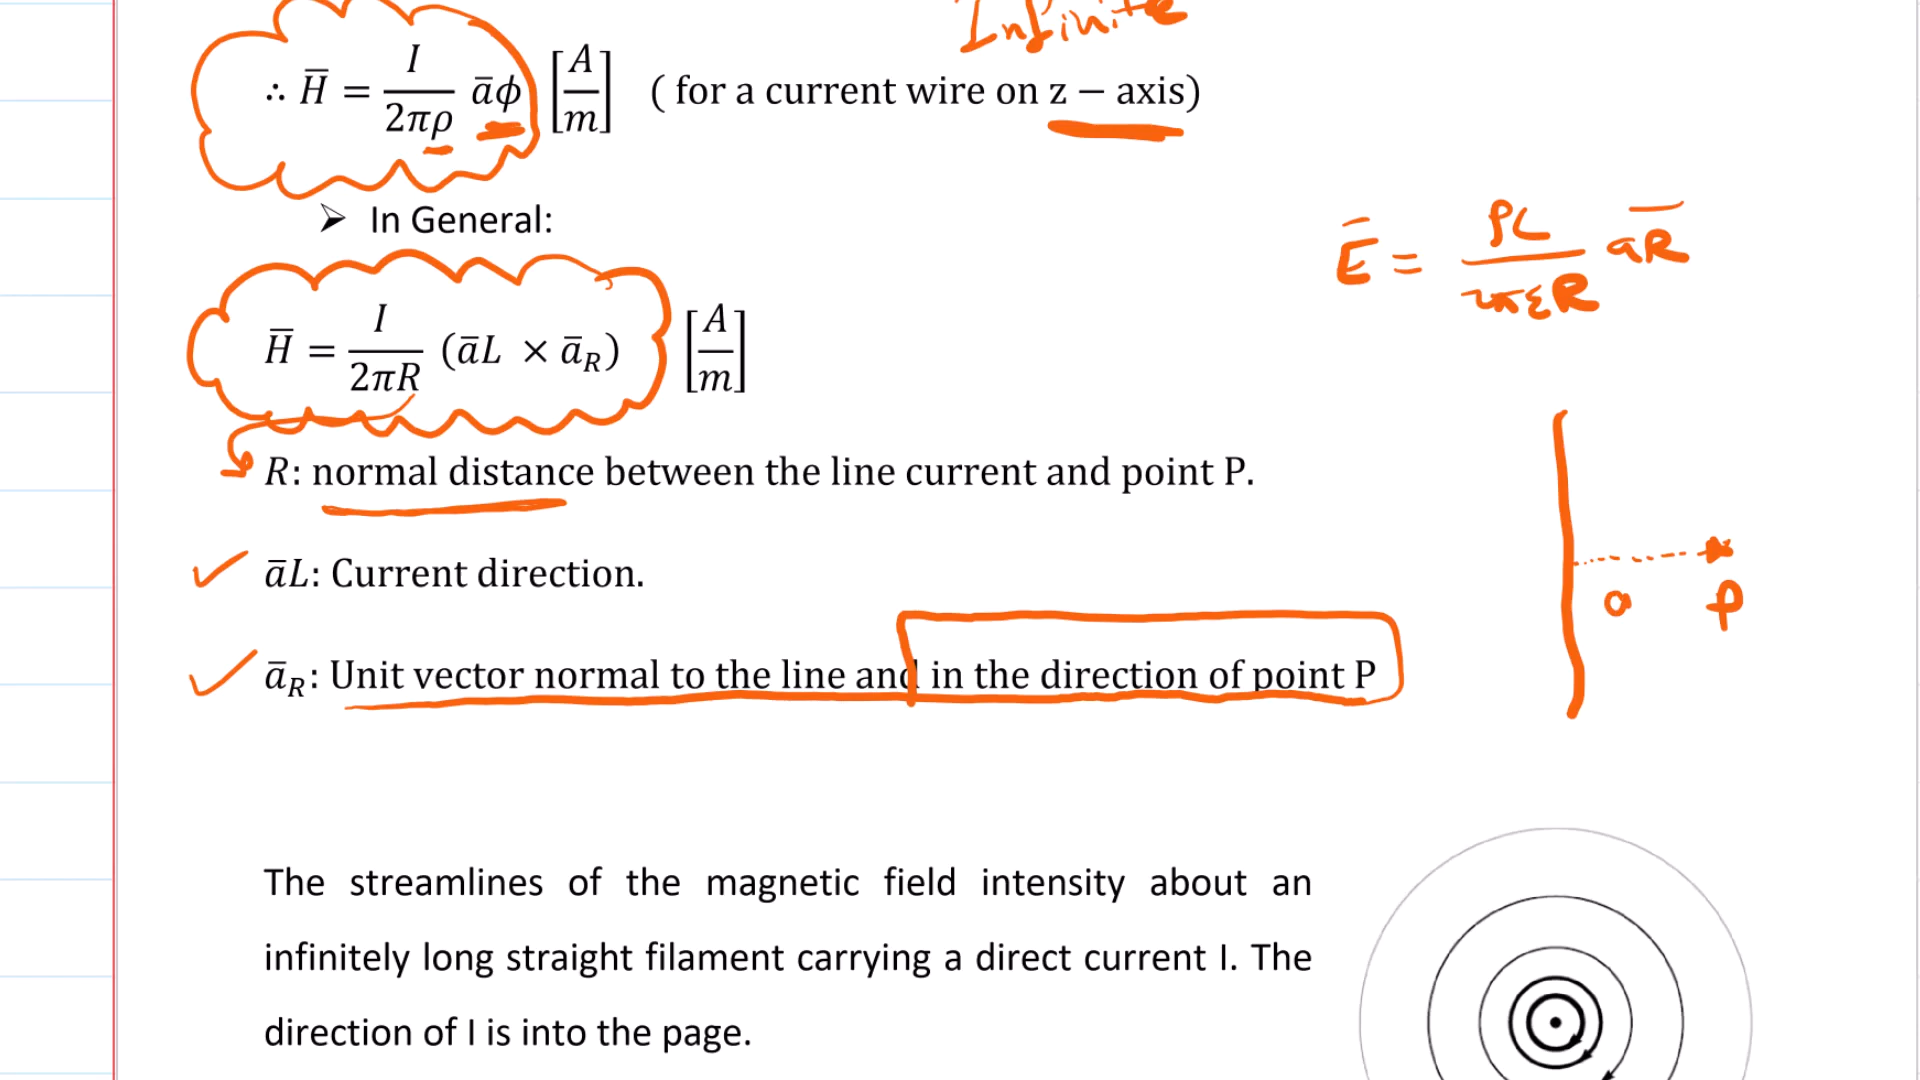 Infinite
∴ H̅ = I / 2πρ āϕ [A/m] ( for a current wire on z − axis)
➢ In General:
E̅ = ρL / 2πεR a̅R̅
H̅ = I / 2πR (āL × ā_R) [A/m]
R: normal distance between the line current and point P.
āL: Current direction.
o P
ā_R: Unit vector normal to the line and in the direction of point P
The streamlines of the magnetic field intensity about an
infinitely long straight filament carrying a direct current I. The
direction of I is into the page.